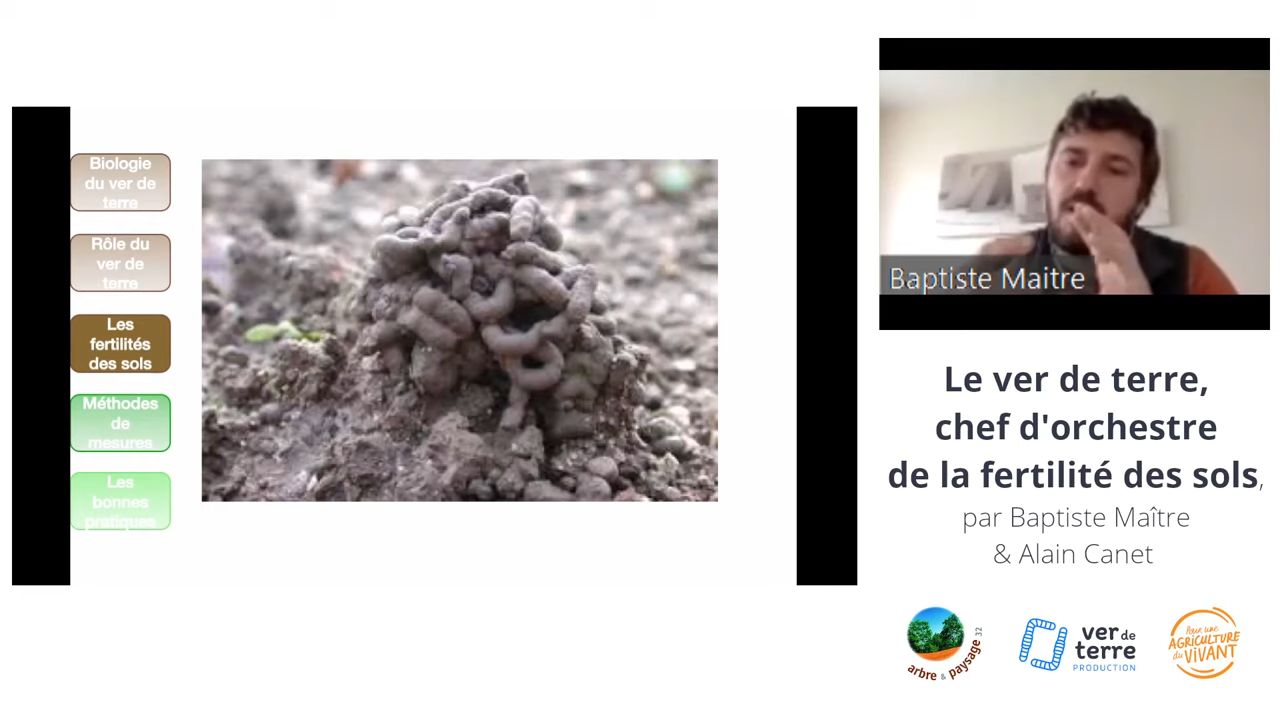 Biologie
du ver de
terre
Rôle du
ver de
terre
Les
fertilités
des sols
Méthodes
de
mesures
Les
bonnes
pratiques
Baptiste Maitre
Le ver de terre,
chef d'orchestre
de la fertilité des sols,
par Baptiste Maître
& Alain Canet
arbre & paysage 32
ver de
terre
PRODUCTION
Pour une
AGRICULTURE
du ViVANT